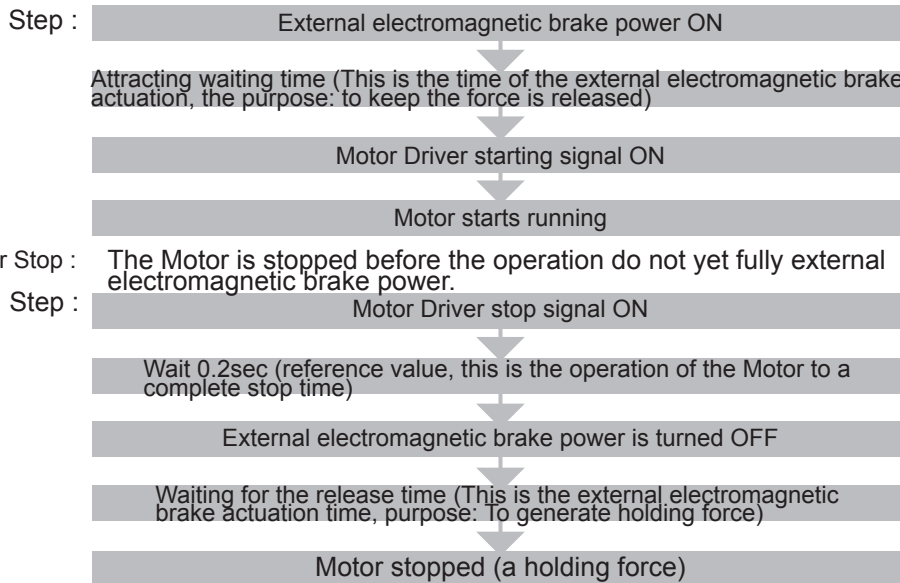 Step :
External electromagnetic brake power ON
Attracting waiting time (This is the time of the external electromagnetic brake
actuation, the purpose: to keep the force is released)
Motor Driver starting signal ON
Motor starts running
r Stop :
The Motor is stopped before the operation do not yet fully external
electromagnetic brake power.
Step :
Motor Driver stop signal ON
Wait 0.2sec (reference value, this is the operation of the Motor to a
complete stop time)
External electromagnetic brake power is turned OFF
Waiting for the release time (This is the external electromagnetic
brake actuation time, purpose: To generate holding force)
Motor stopped (a holding force)